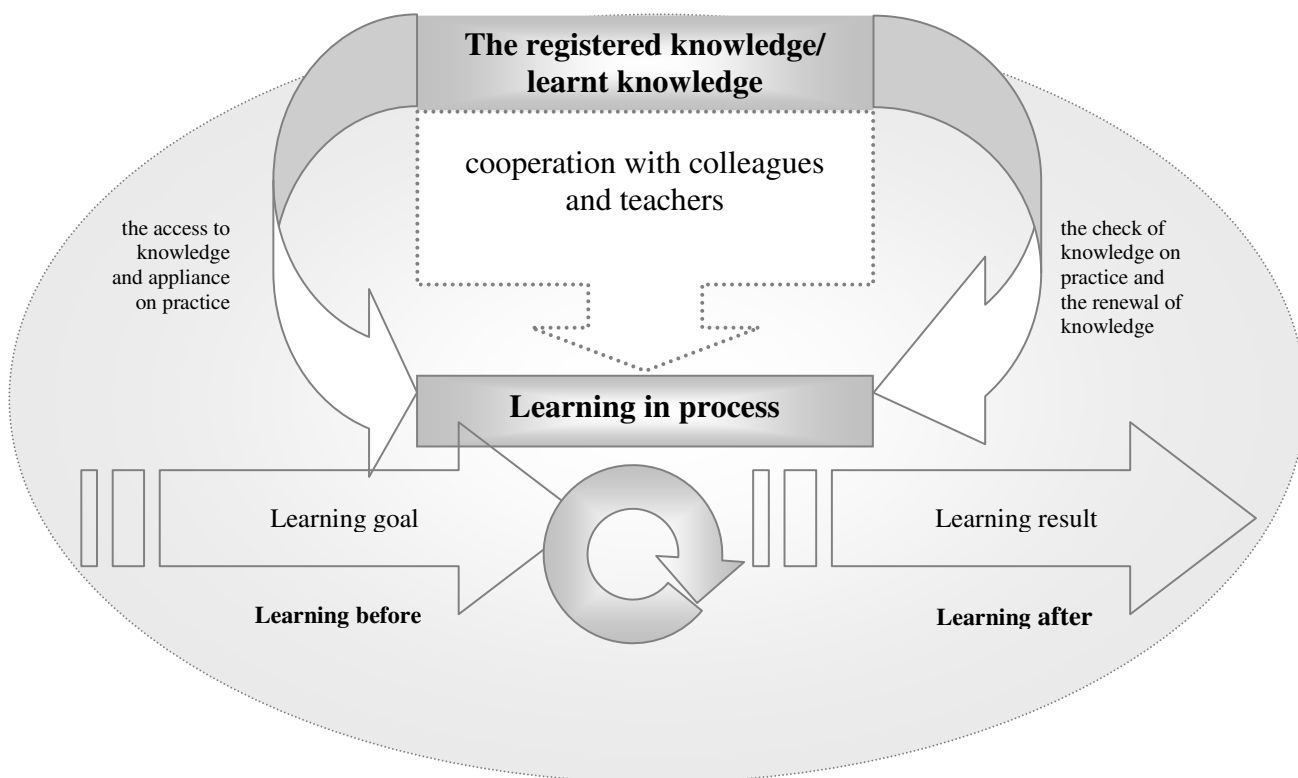 The registered knowledge/
learnt knowledge
cooperation with colleagues
and teachers
the access to
knowledge
and appliance
on practice
the check of
knowledge on
practice and
the renewal of
knowledge
Learning in process
Learning goal
Learning result
Learning before
Learning after